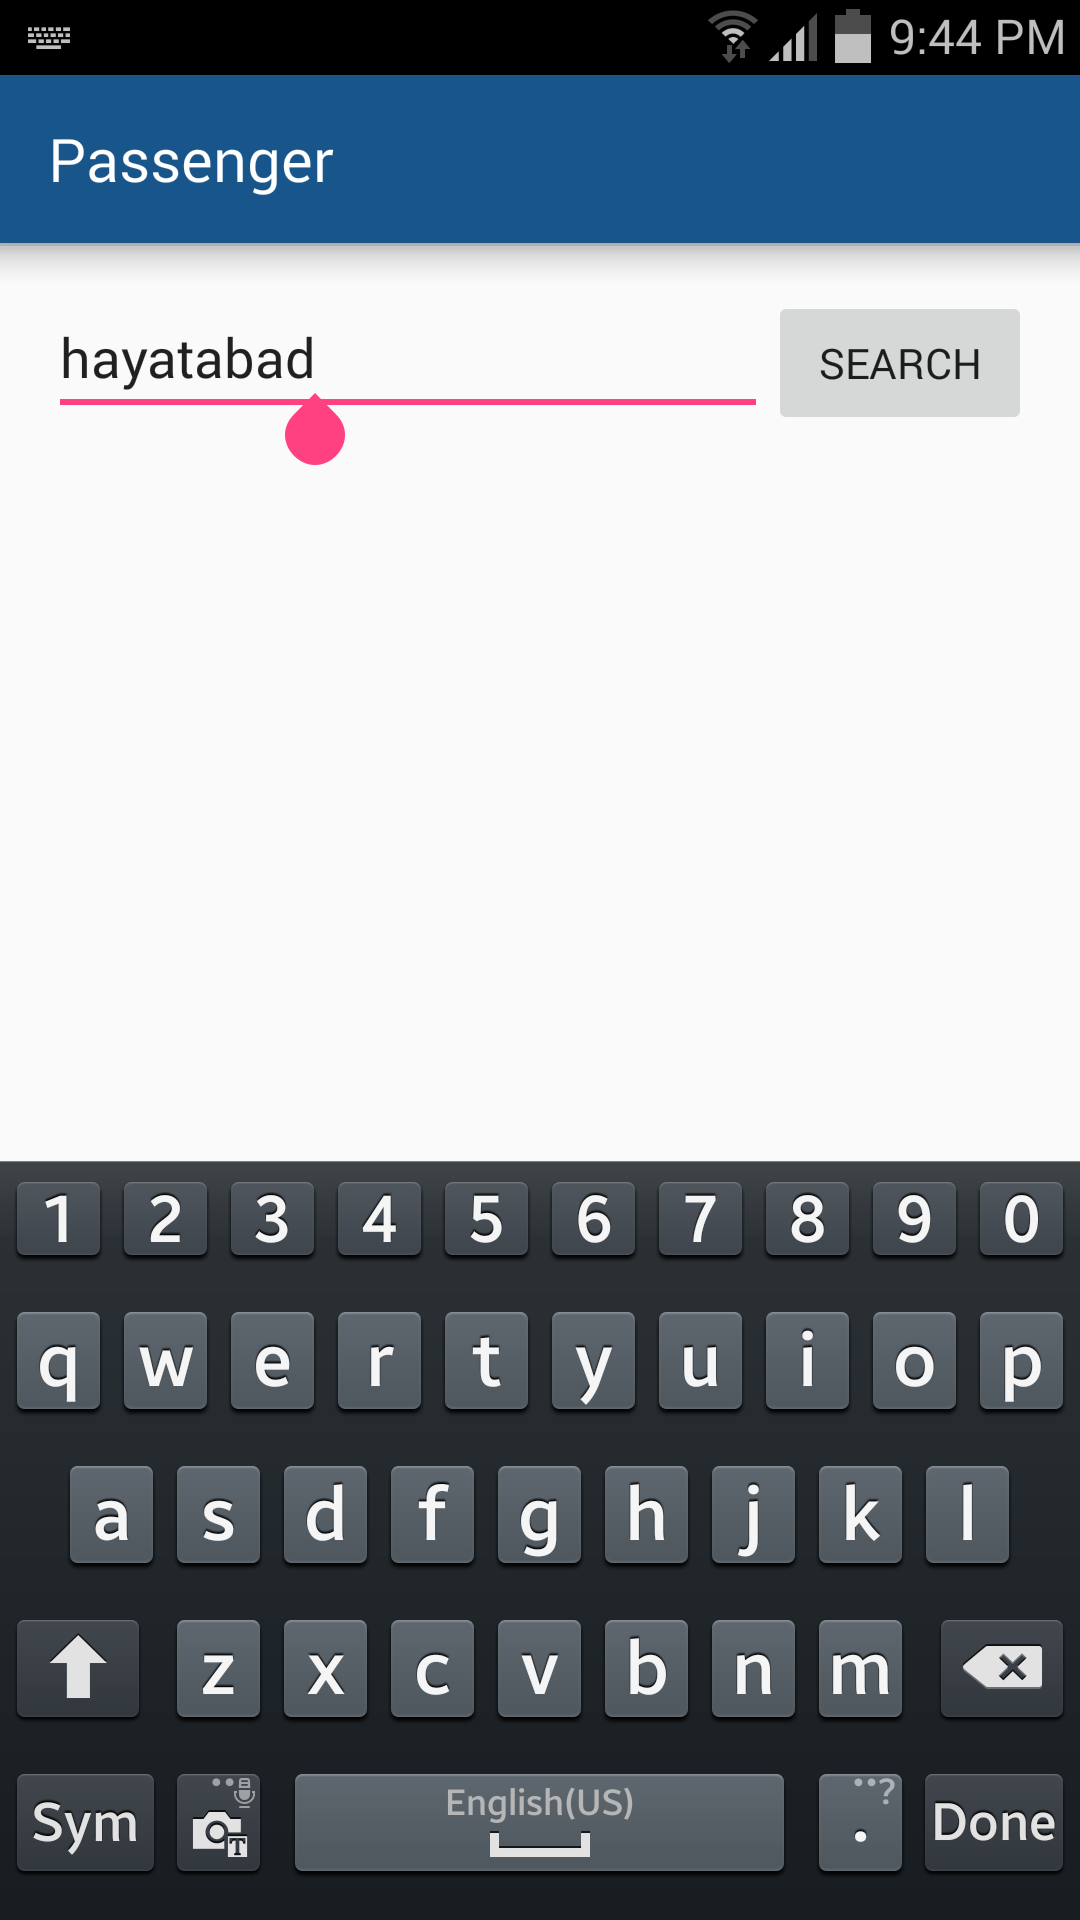 9:44 PM
Passenger
hayatabad
SEARCH
1 2 3 4 5 6 7 8 9 0
q w e r t y u i o p
a s d f g h j k l
z x c v b n m
Sym T English(US) . ? Done